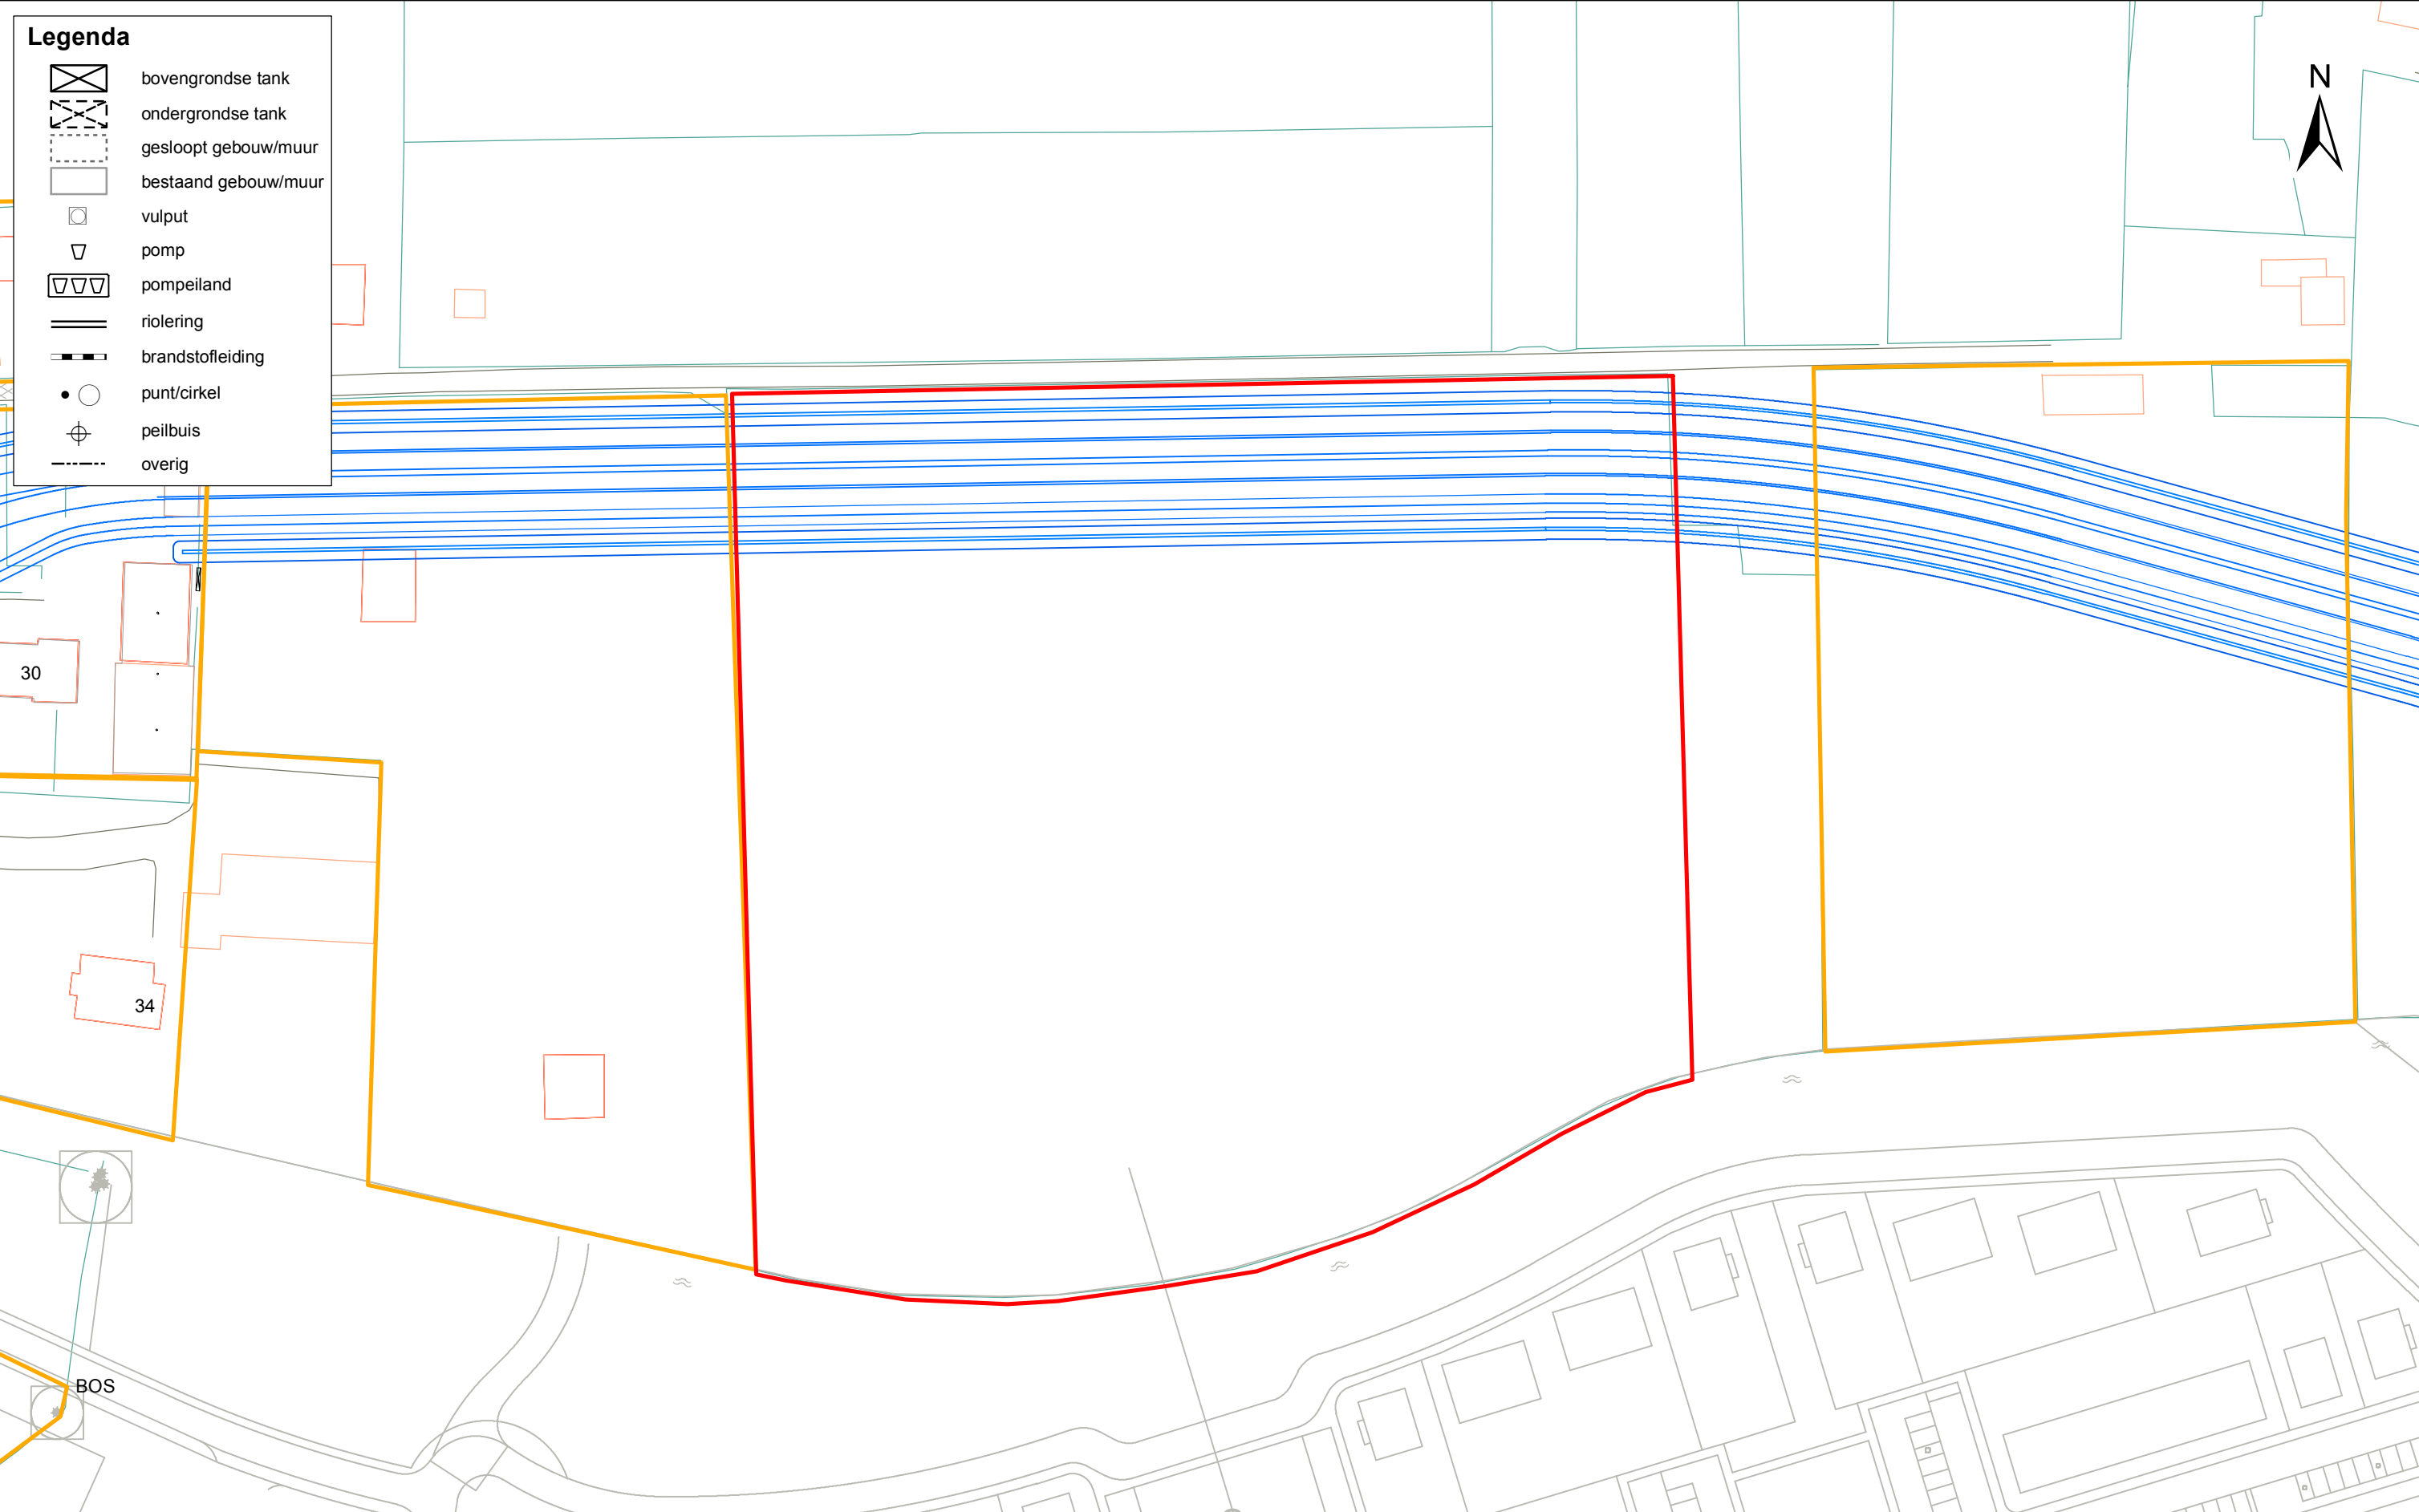 Legenda
bovengrondse tank
ondergrondse tank
gesloopt gebouw/muur
bestaand gebouw/muur
vulput
pomp
pompeiland
riolering
brandstofleiding
punt/cirkel
peilbuis
overig
N
30
34
BOS